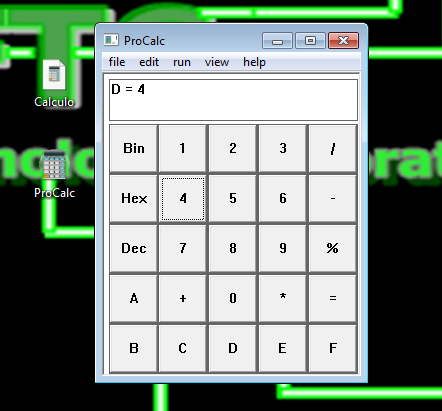 ProCalc
file edit run view help
D = 4
Bin 1 2 3 /
Hex 4 5 6 -
Dec 7 8 9 %
A + 0 * =
B C D E F
Calculo
ProCalc